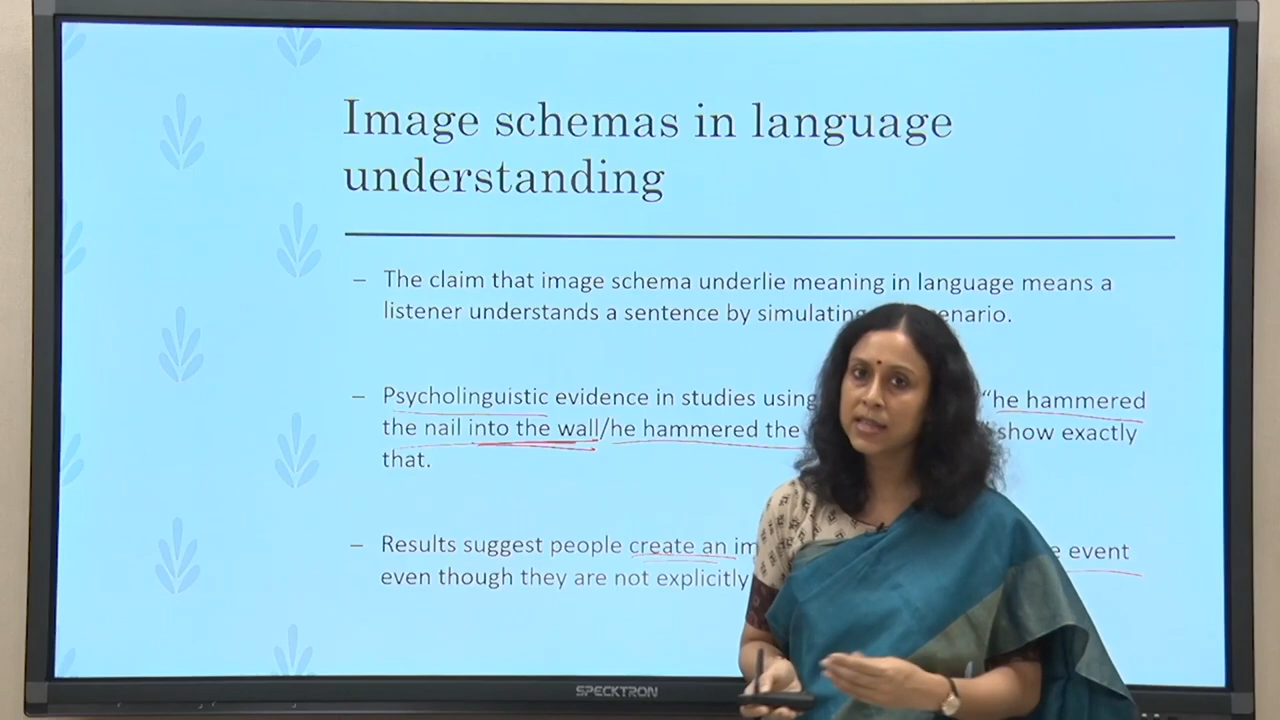 Image schemas in language
understanding
– The claim that image schema underlie meaning in language means a
listener understands a sentence by simulating enario.
– Psycholinguistic evidence in studies using "he hammered
the nail into the wall/he hammered the show exactly
that.
– Results suggest people create an im event
even though they are not explicitly
SPECKTRON